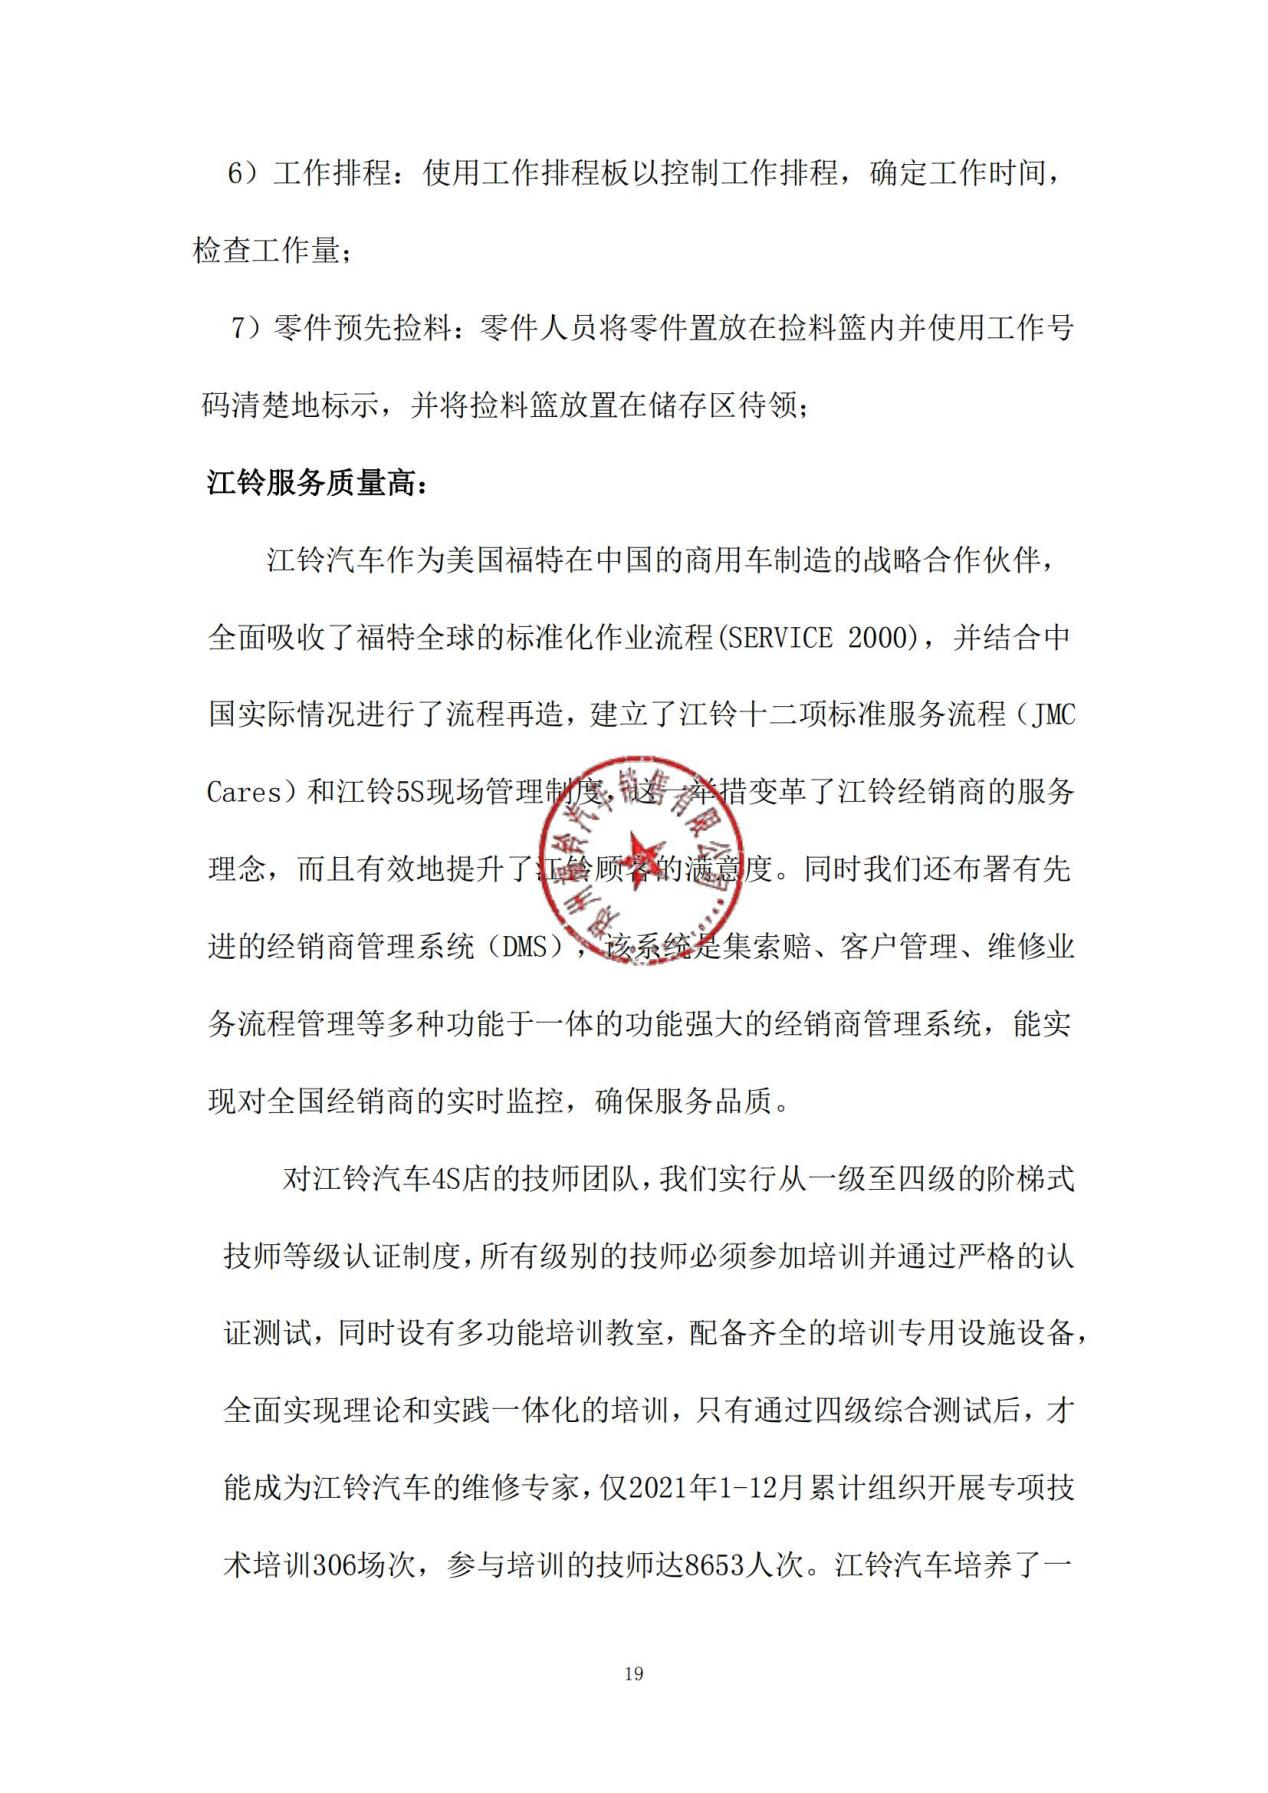 6）工作排程：使用工作排程板以控制工作排程，确定工作时间，
检查工作量；
7）零件预先捡料：零件人员将零件置放在捡料篮内并使用工作号
码清楚地标示，并将捡料篮放置在储存区待领；
江铃服务质量高：
江铃汽车作为美国福特在中国的商用车制造的战略合作伙伴，
全面吸收了福特全球的标准化作业流程(SERVICE 2000)，并结合中
国实际情况进行了流程再造，建立了江铃十二项标准服务流程（JMC
Cares）和江铃5S现场管理制度，这一举措变革了江铃经销商的服务
理念，而且有效地提升了江铃顾客的满意度。同时我们还布署有先
进的经销商管理系统（DMS），该系统是集索赔、客户管理、维修业
务流程管理等多种功能于一体的功能强大的经销商管理系统，能实
现对全国经销商的实时监控，确保服务品质。
对江铃汽车4S店的技师团队，我们实行从一级至四级的阶梯式
技师等级认证制度，所有级别的技师必须参加培训并通过严格的认
证测试，同时设有多功能培训教室，配备齐全的培训专用设施设备，
全面实现理论和实践一体化的培训，只有通过四级综合测试后，才
能成为江铃汽车的维修专家，仅2021年1-12月累计组织开展专项技
术培训306场次，参与培训的技师达8653人次。江铃汽车培养了一
郑州福铃汽车销售有限公司
19